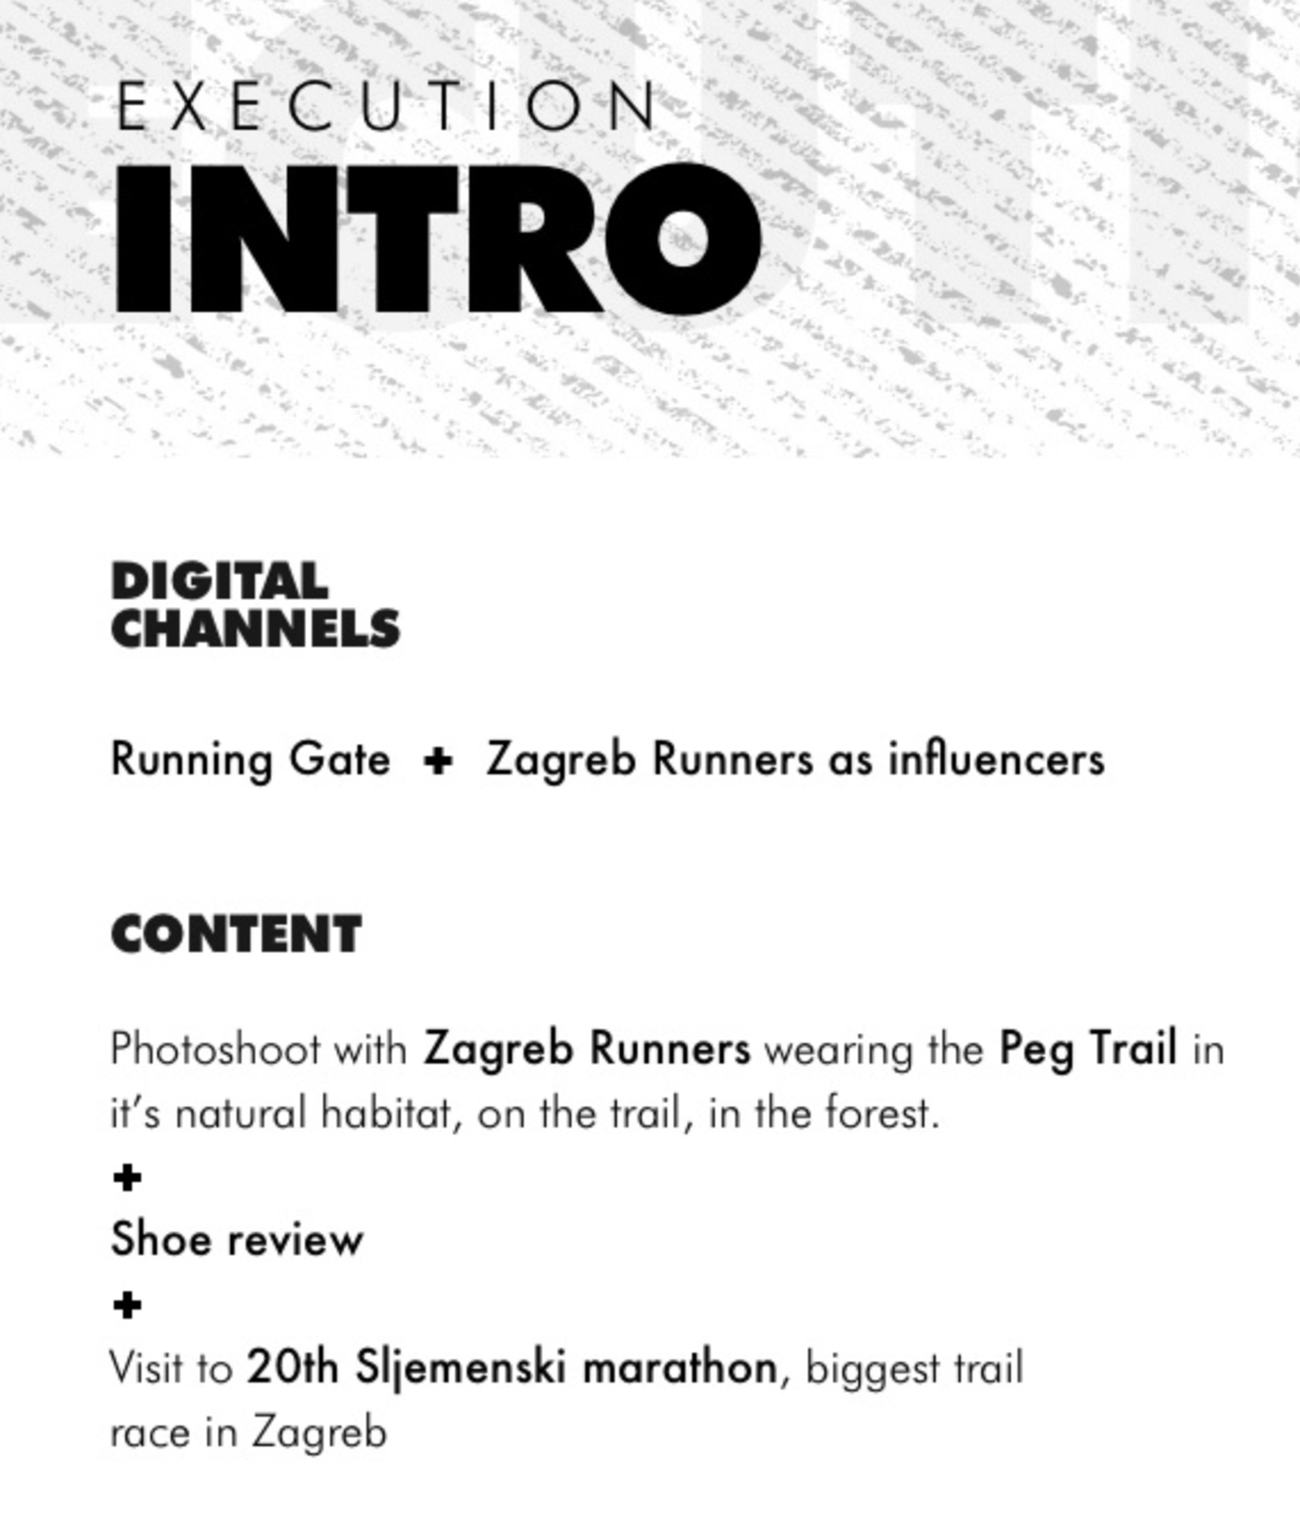 EXECUTION
INTRO
DIGITAL
CHANNELS
Running Gate + Zagreb Runners as influencers
CONTENT
Photoshoot with Zagreb Runners wearing the Peg Trail in
it’s natural habitat, on the trail, in the forest.
+
Shoe review
+
Visit to 20th Sljemenski marathon, biggest trail
race in Zagreb